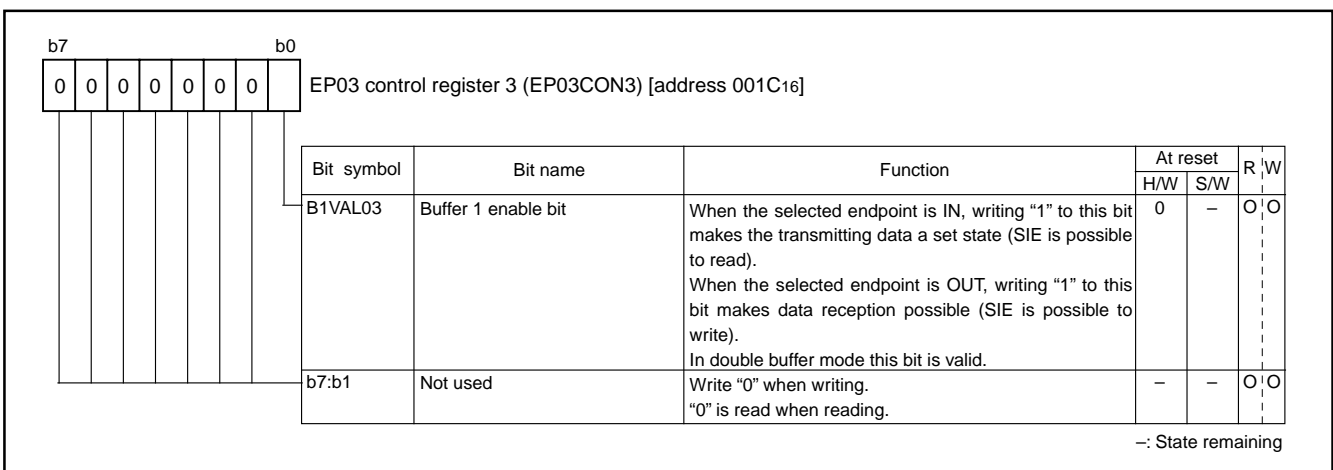 b7 b0
0 0 0 0 0 0 0 EP03 control register 3 (EP03CON3) [address 001C16]
Bit symbol Bit name Function At reset R W
H/W S/W
B1VAL03 Buffer 1 enable bit When the selected endpoint is IN, writing “1” to this bit 0 – O O
makes the transmitting data a set state (SIE is possible
to read).
When the selected endpoint is OUT, writing “1” to this
bit makes data reception possible (SIE is possible to
write).
In double buffer mode this bit is valid.
b7:b1 Not used Write “0” when writing. – – O O
“0” is read when reading.
–: State remaining